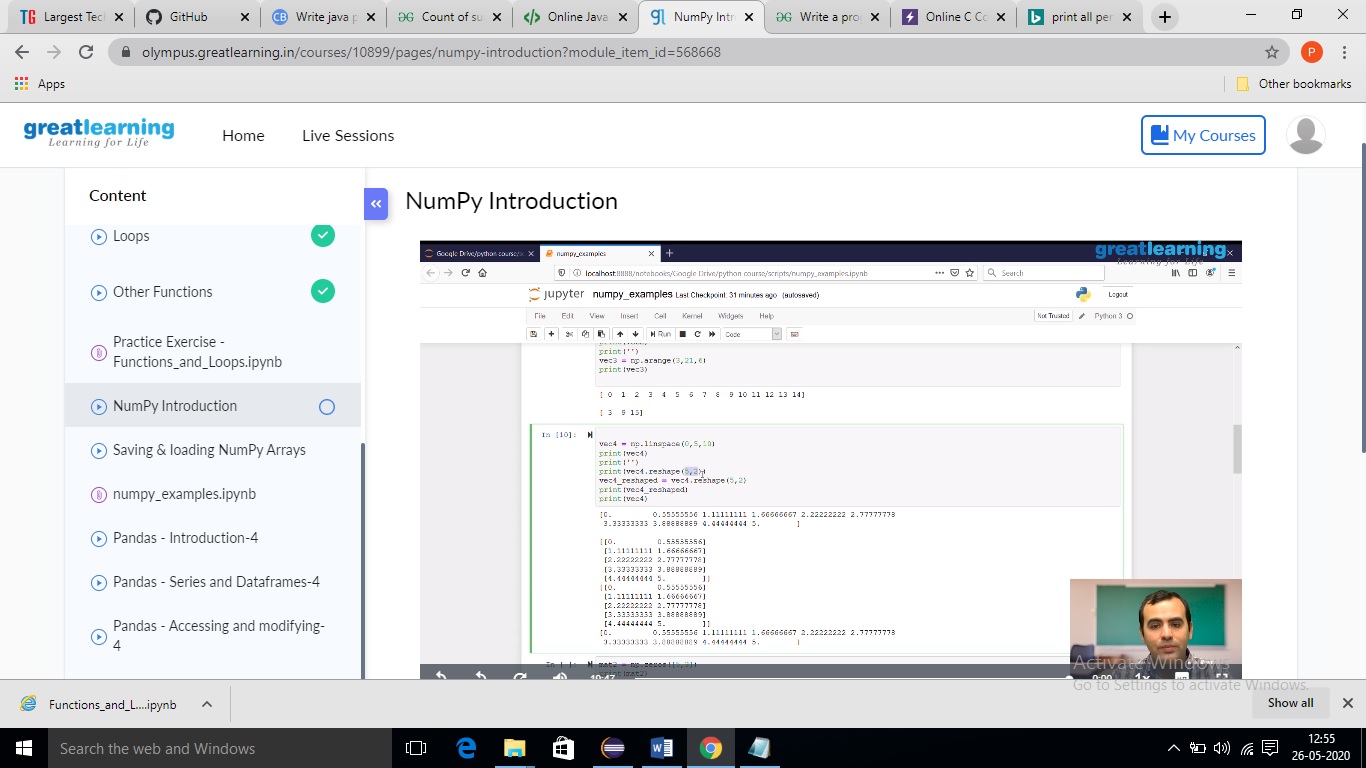 Largest Tec
GitHub
Write java p
Count of su
Online Java
NumPy Intr
Write a pro
Online C Co
print all per
olympus.greatlearning.in/courses/10899/pages/numpy-introduction?module_item_id=568668
P
Apps
Other bookmarks
greatlearning
Learning for Life
Home
Live Sessions
My Courses
Content
Loops
Other Functions
Practice Exercise -
Functions_and_Loops.ipynb
NumPy Introduction
Saving & loading NumPy Arrays
numpy_examples.ipynb
Pandas - Introduction-4
Pandas - Series and Dataframes-4
Pandas - Accessing and modifying-
4
NumPy Introduction
Google Drive/python course/s
numpy_examples
greatlearning
localhost:8888/notebooks/Google Drive/python course/scripts/numpy_examples.ipynb
Search
jupyter numpy_examples Last Checkpoint: 31 minutes ago (autosaved)
Logout
File Edit View Insert Cell Kernel Widgets Help
Not Trusted
Python 3
Run
Code
print('')
vec3 = np.arange(3,21,6)
print(vec3)
[ 0 1 2 3 4 5 6 7 8 9 10 11 12 13 14]
[ 3 9 15]
In [10]:
vec4 = np.linspace(0,5,10)
print(vec4)
print('')
print(vec4.reshape(5,2))
vec4_reshaped = vec4.reshape(5,2)
print(vec4_reshaped)
print(vec4)
[0. 0.55555556 1.11111111 1.66666667 2.22222222 2.77777778
3.33333333 3.88888889 4.44444444 5. ]
[[0. 0.55555556]
[1.11111111 1.66666667]
[2.22222222 2.77777778]
[3.33333333 3.88888889]
[4.44444444 5. ]]
[[0. 0.55555556]
[1.11111111 1.66666667]
[2.22222222 2.77777778]
[3.33333333 3.88888889]
[4.44444444 5. ]]
[0. 0.55555556 1.11111111 1.66666667 2.22222222 2.77777778
3.33333333 3.88888889 4.44444444 5. ]
In [ ]:
Activate Windows
Go to Settings to activate Windows.
Functions_and_L....ipynb
Show all
Search the web and Windows
12:55
26-05-2020